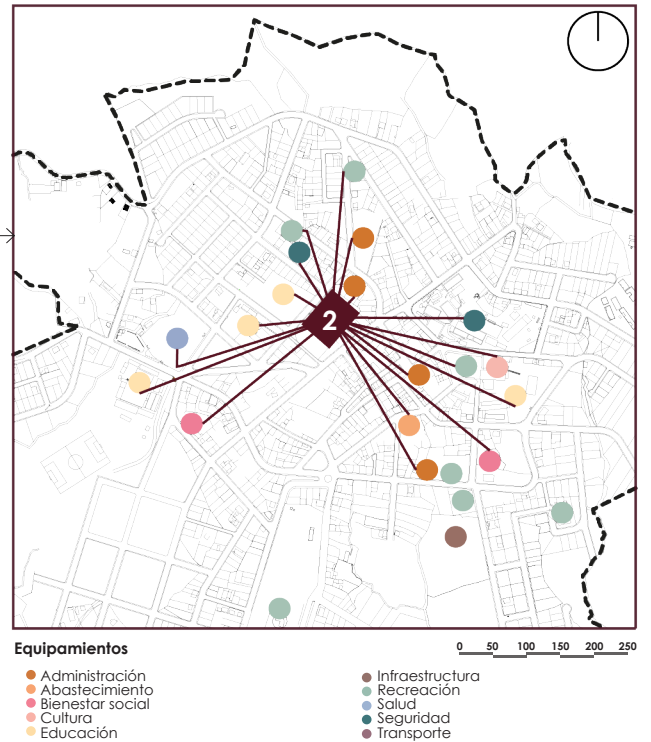 2
Equipamientos
0 50 100 150 200 250
Administración
Abastecimiento
Bienestar social
Cultura
Educación
Infraestructura
Recreación
Salud
Seguridad
Transporte